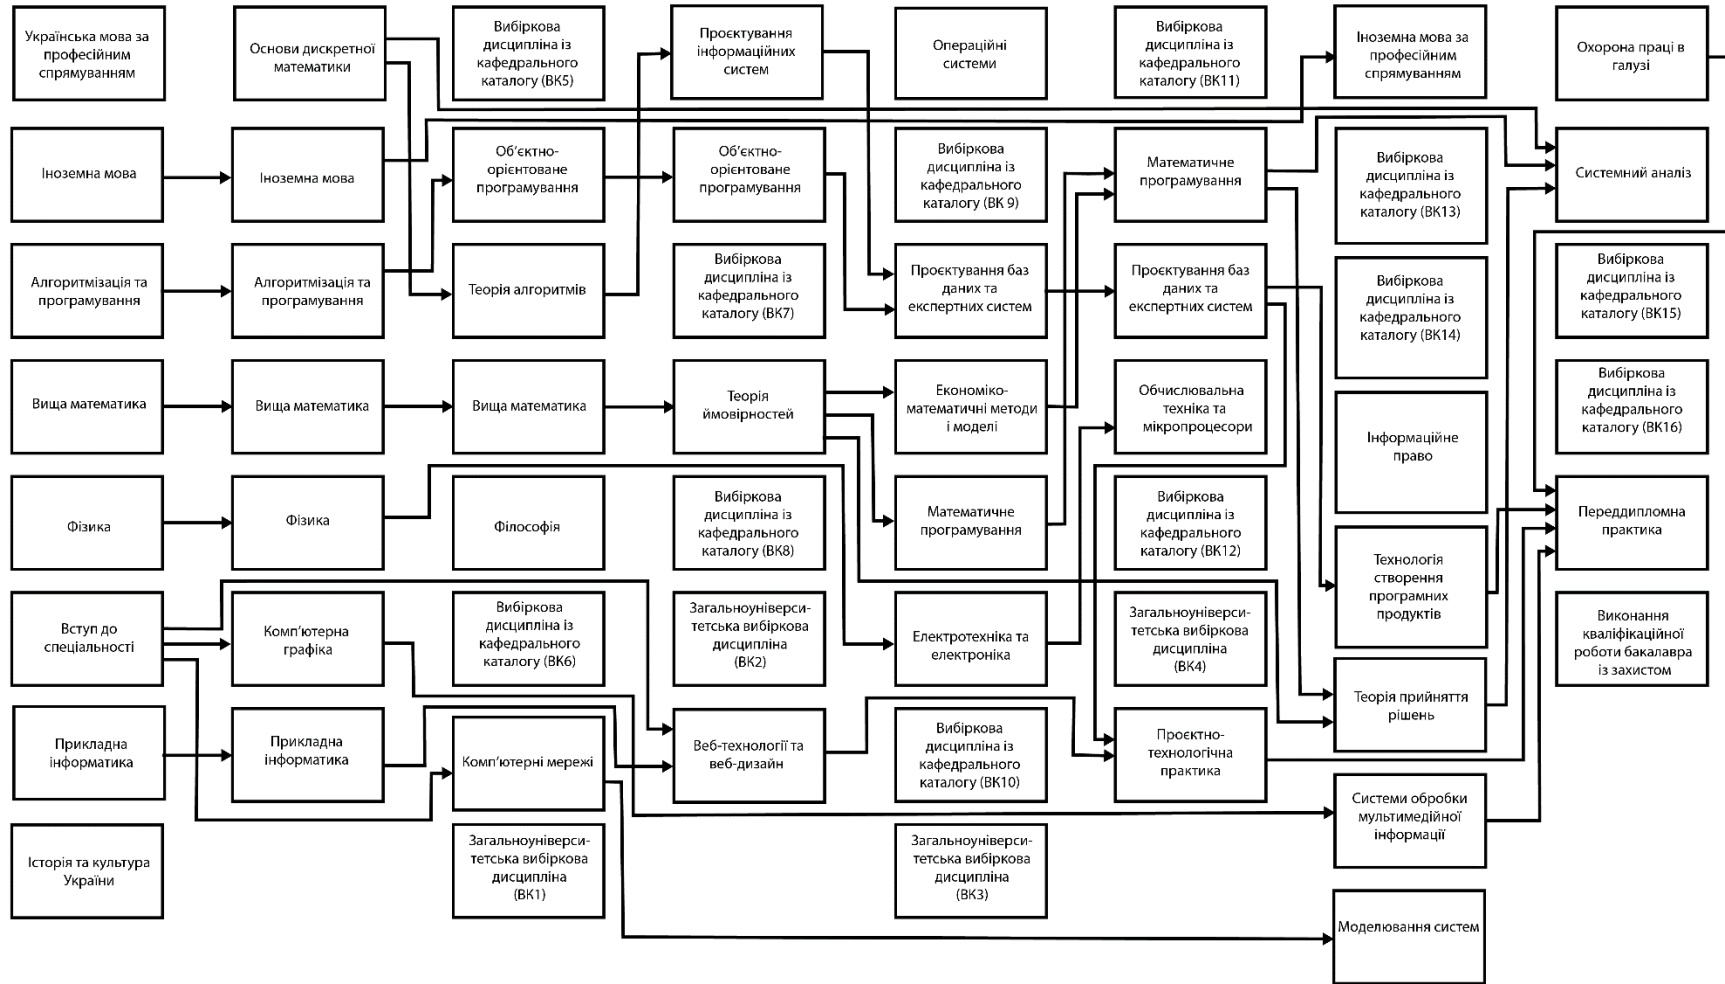 Українська мова за
професійним
спрямуванням
Іноземна мова
Алгоритмізація та
програмування
Вища математика
Фізика
Вступ до
спеціальності
Прикладна
інформатика
Історія та культура
України
Основи дискретної
математики
Іноземна мова
Алгоритмізація та
програмування
Вища математика
Фізика
Комп'ютерна
графіка
Прикладна
інформатика
Вибіркова
дисципліна із
кафедрального
каталогу (ВК5)
Об'єктно-
орієнтоване
програмування
Теорія алгоритмів
Вища математика
Філософія
Вибіркова
дисципліна із
кафедрального
каталогу (ВК6)
Комп'ютерні мережі
Загальноуніверси-
тетська вибіркова
дисципліна
(ВК1)
Проєктування
інформаційних
систем
Об'єктно-
орієнтоване
програмування
Вибіркова
дисципліна із
кафедрального
каталогу (ВК7)
Теорія
ймовірностей
Вибіркова
дисципліна із
кафедрального
каталогу (ВК8)
Загальноуніверси-
тетська вибіркова
дисципліна
(ВК2)
Веб-технології та
веб-дизайн
Операційні
системи
Вибіркова
дисципліна із
кафедрального
каталогу (ВК 9)
Проєктування баз
даних та
експертних систем
Економіко-
математичні методи
і моделі
Математичне
програмування
Електротехніка та
електроніка
Вибіркова
дисципліна із
кафедрального
каталогу (ВК10)
Загальноуніверси-
тетська вибіркова
дисципліна
(ВК3)
Вибіркова
дисципліна із
кафедрального
каталогу (ВК11)
Математичне
програмування
Проєктування баз
даних та
експертних систем
Обчислювальна
техніка та
мікропроцесори
Вибіркова
дисципліна із
кафедрального
каталогу (ВК12)
Загальноуніверси-
тетська вибіркова
дисципліна
(ВК4)
Проєктно-
технологічна
практика
Іноземна мова за
професійним
спрямуванням
Вибіркова
дисципліна із
кафедрального
каталогу (ВК13)
Вибіркова
дисципліна із
кафедрального
каталогу (ВК14)
Інформаційне
право
Технологія
створення
програмних
продуктів
Теорія прийняття
рішень
Системи обробки
мультимедійної
інформації
Моделювання систем
Охорона праці в
галузі
Системний аналіз
Вибіркова
дисципліна із
кафедрального
каталогу (ВК15)
Вибіркова
дисципліна із
кафедрального
каталогу (ВК16)
Переддипломна
практика
Виконання
кваліфікаційної
роботи бакалавра
із захистом